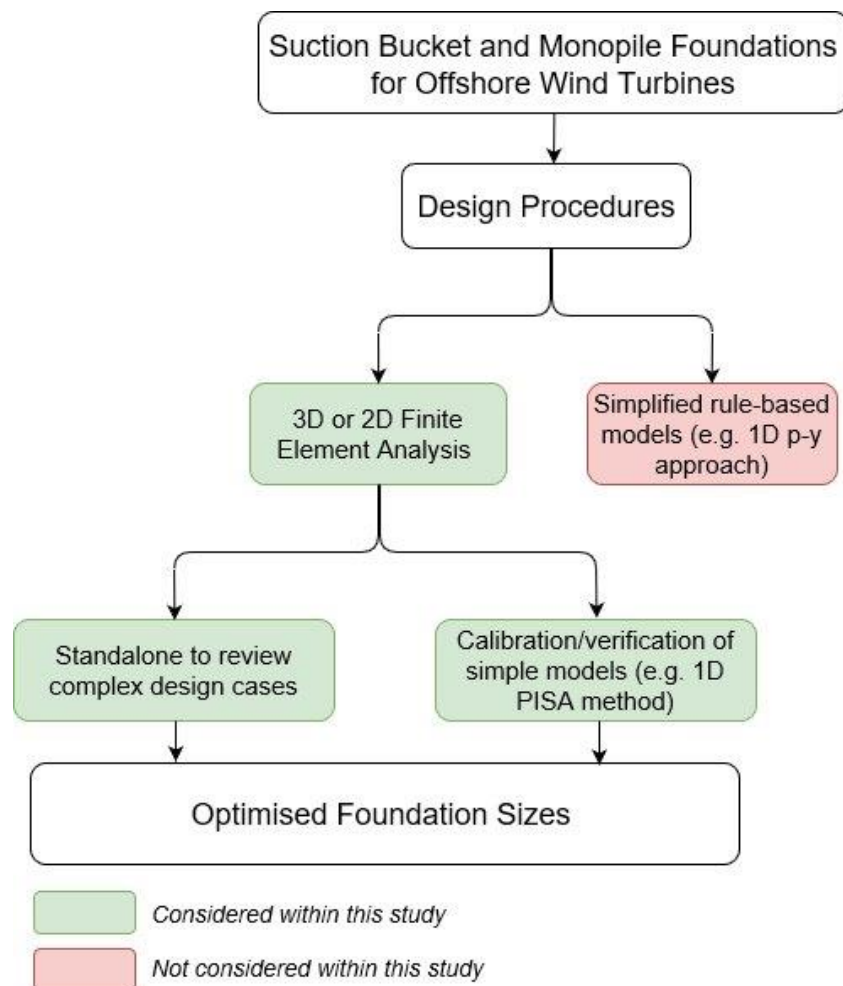 Suction Bucket and Monopile Foundations
for Offshore Wind Turbines
Design Procedures
3D or 2D Finite
Element Analysis
Simplified rule-based
models (e.g. 1D p-y
approach)
Standalone to review
complex design cases
Calibration/verification of
simple models (e.g. 1D
PISA method)
Optimised Foundation Sizes
Considered within this study
Not considered within this study